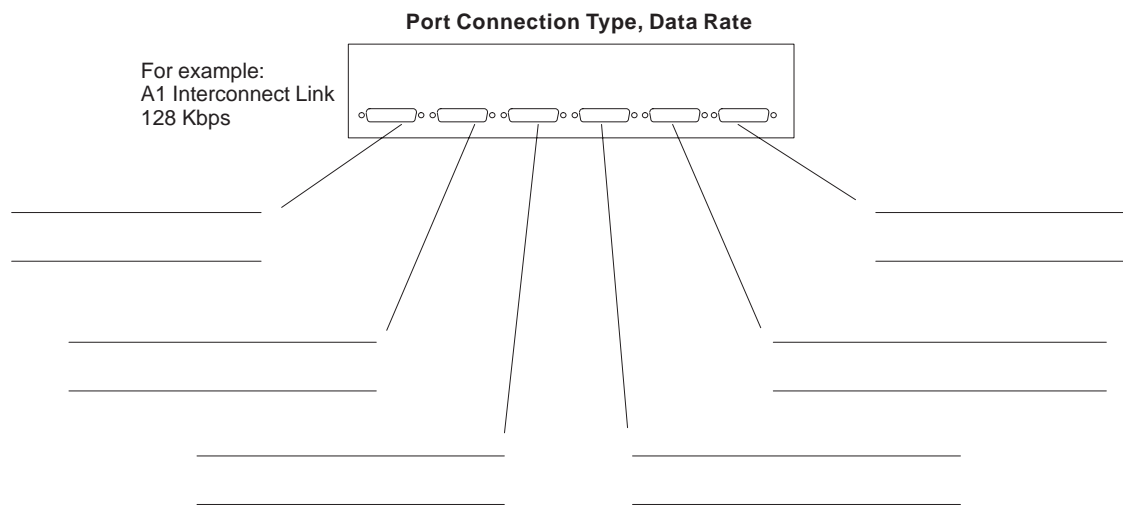 Port Connection Type, Data Rate
For example:
A1 Interconnect Link
128 Kbps